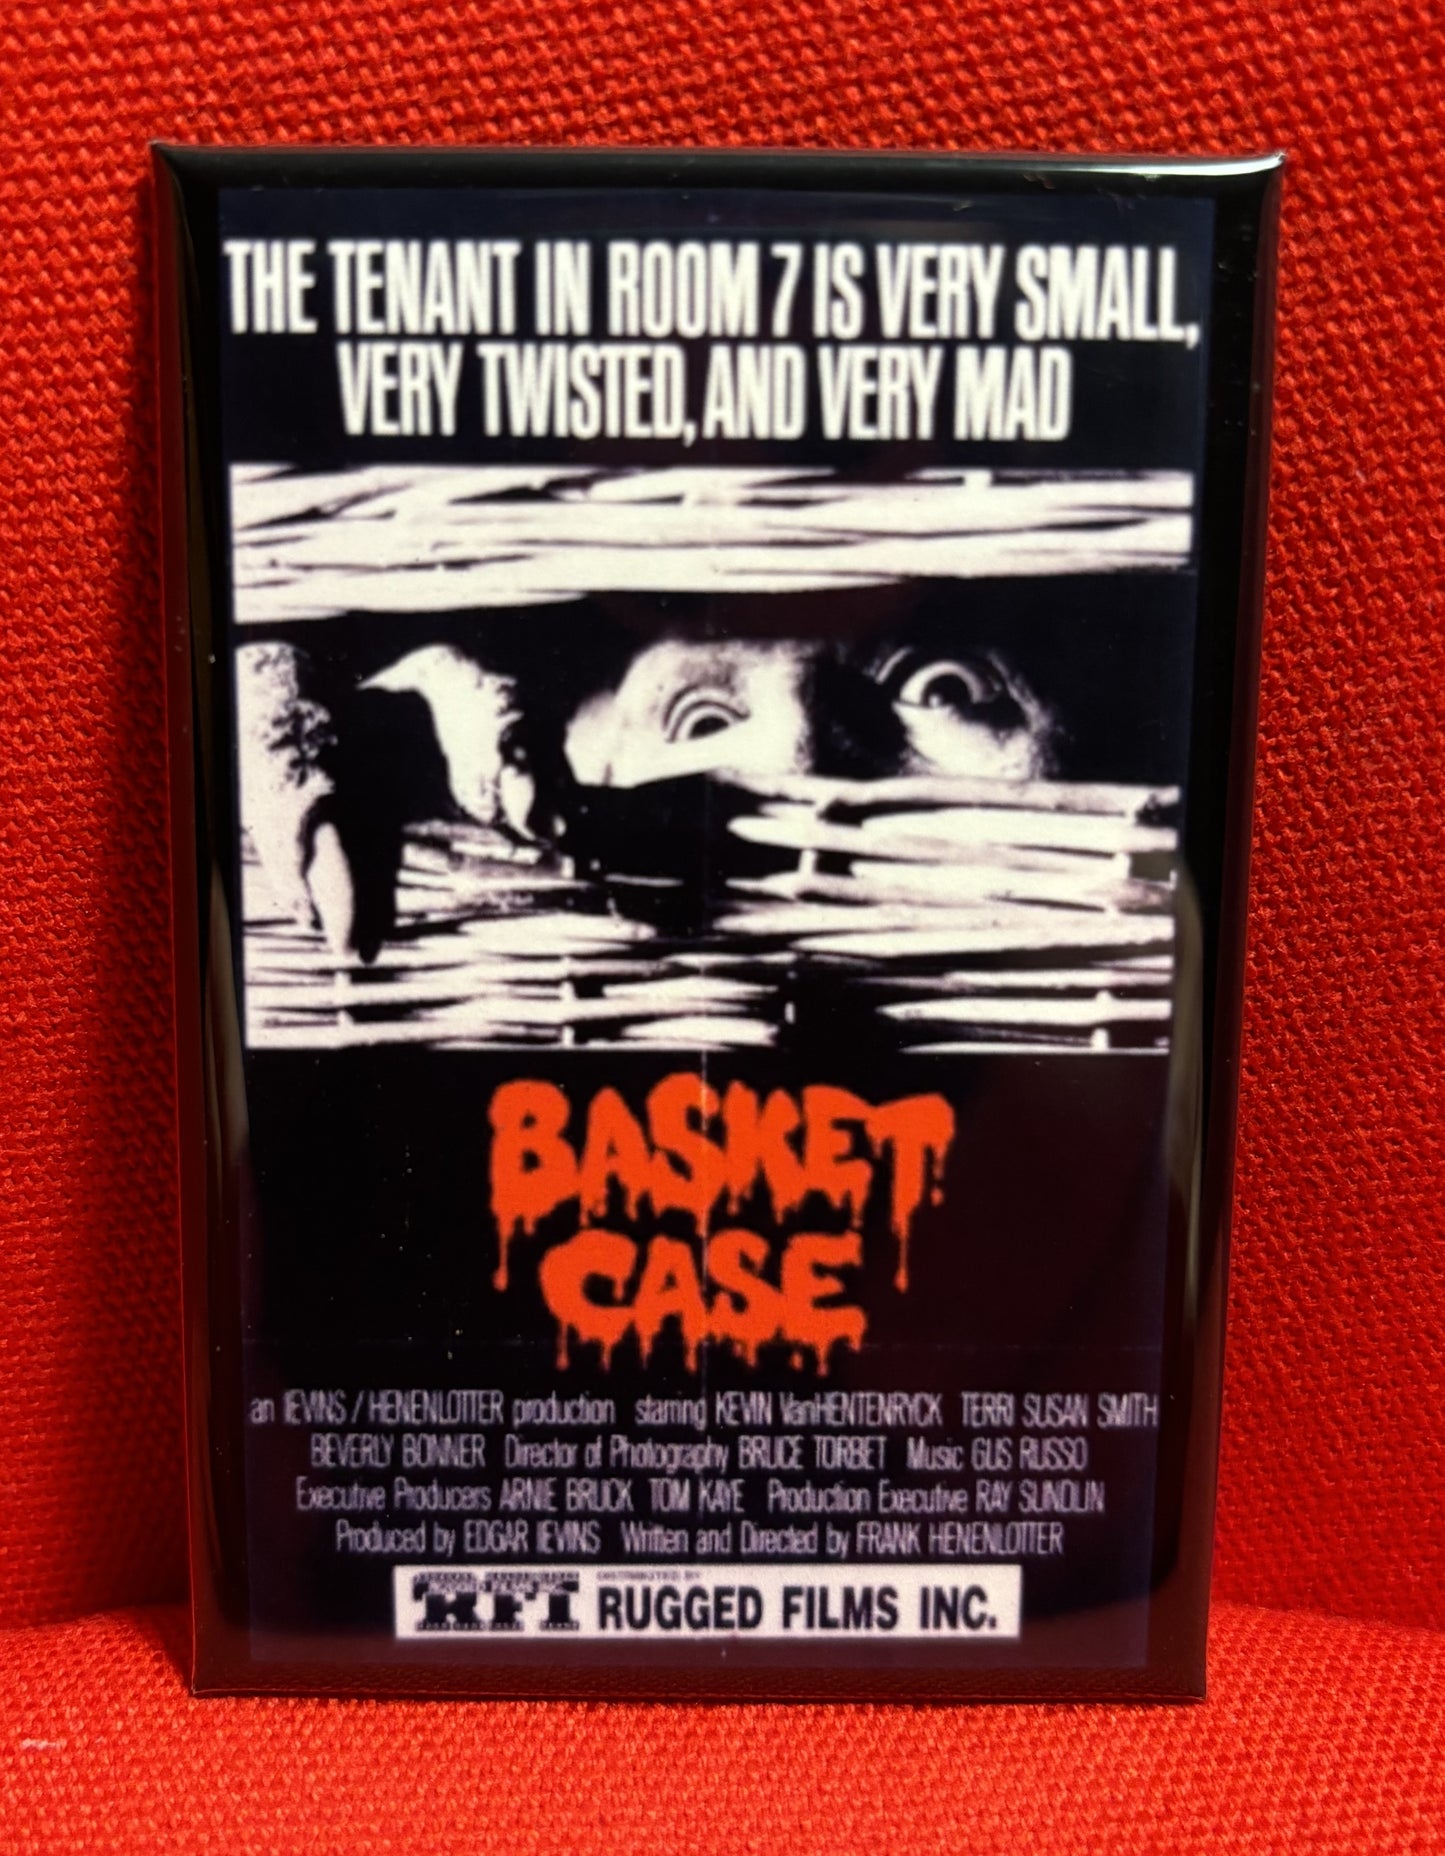 THE TENANT IN ROOM 7 IS VERY SMALL,
VERY TWISTED, AND VERY MAD
BASKET
CASE
an IEVINS / HENENLOTTER production starring KEVIN VanHENTENRYCK TERRI SUSAN SMITH
BEVERLY BONNER Director of Photography BRUCE TORBET Music GUS RUSSO
Executive Producers ARNIE BRUCK TOM KAYE Production Executive RAY SUNDLIN
Produced by EDGAR IEVINS Written and Directed by FRANK HENENLOTTER
DISTRIBUTED BY
RFI RUGGED FILMS INC.